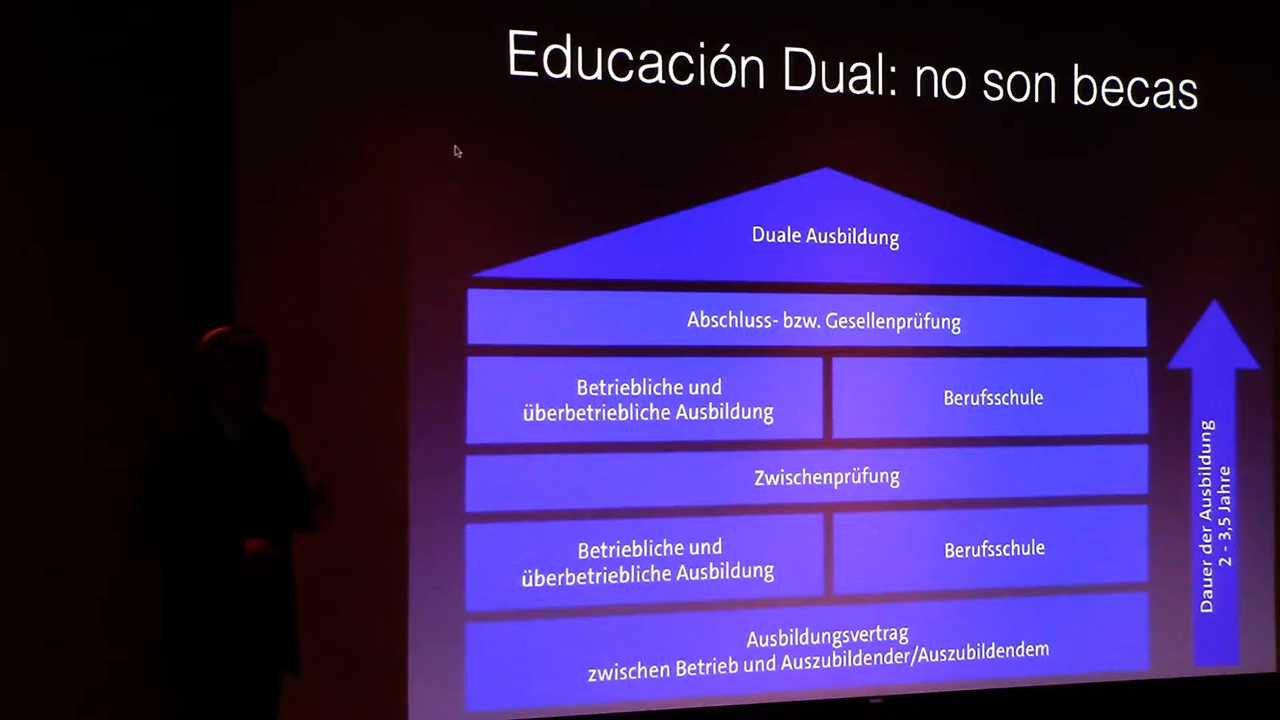 Educación Dual: no son becas
Duale Ausbildung
Abschluss- bzw. Gesellenprüfung
Betriebliche und
überbetriebliche Ausbildung
Berufsschule
Zwischenprüfung
Betriebliche und
überbetriebliche Ausbildung
Berufsschule
Ausbildungsvertrag
zwischen Betrieb und Auszubildender/Auszubildendem
Dauer der Ausbildung
2 - 3,5 Jahre